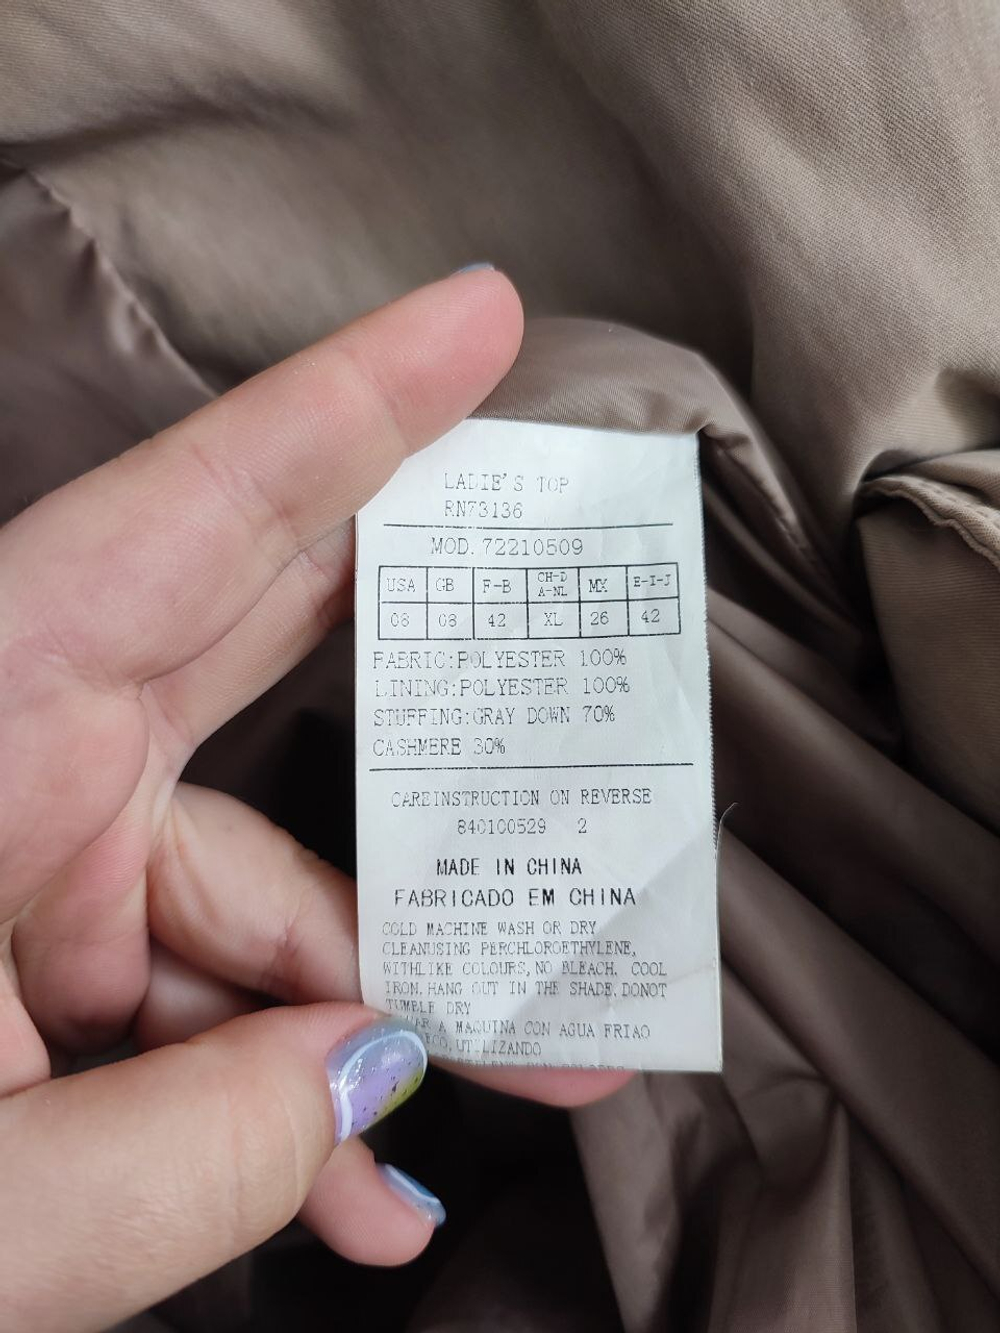 LADIE'S TOP
RN73136
MOD. 72210509
USA GB F-B CH-D A-NL MX E-I-J
08 08 42 XL 26 42
FABRIC:POLYESTER 100%
LINING:POLYESTER 100%
STUFFING:GRAY DOWN 70%
CASHMERE 30%
CAREINSTRUCTION ON REVERSE
840100529 2
MADE IN CHINA
FABRICADO EM CHINA
COLD MACHINE WASH OR DRY
CLEANUSING PERCHLOROETHYLENE,
WITHLIKE COLOURS, NO BLEACH. COOL
IRON. HANG OUT IN THE SHADE. DONOT
TUMBLE DRY
A MAQUINA CON AGUA FRIAO
UTILIZANDO